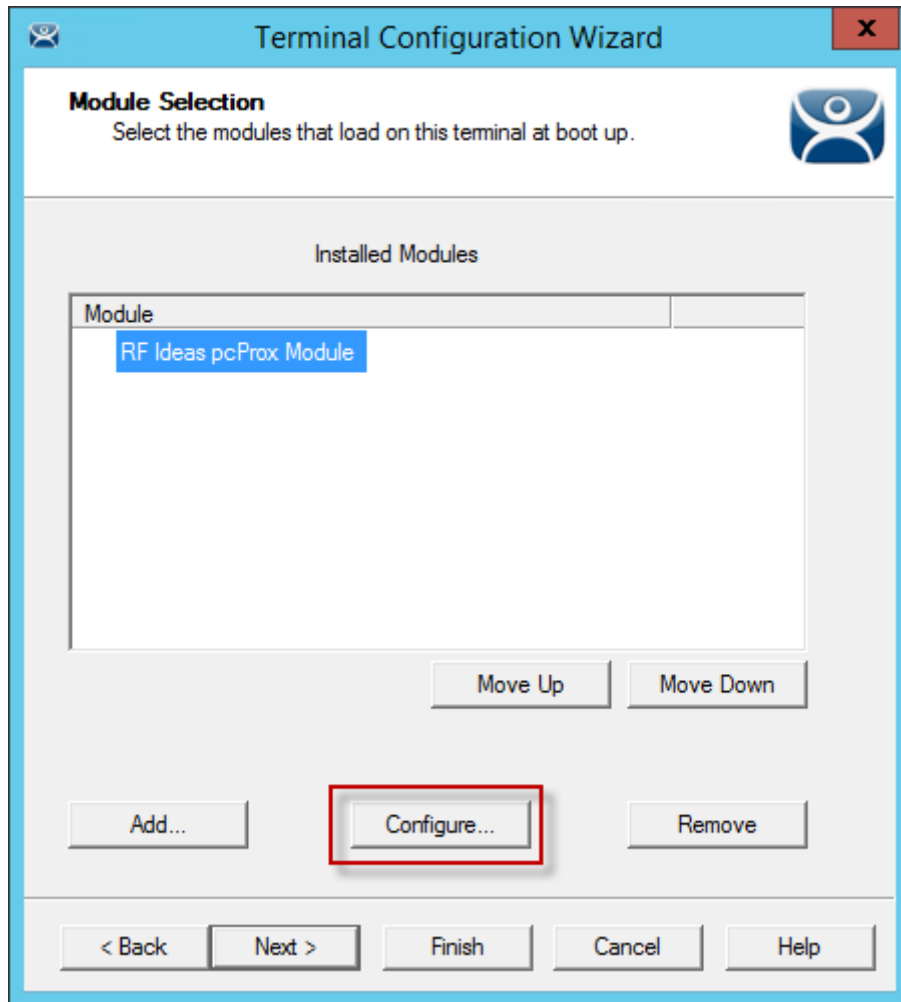 Terminal Configuration Wizard
x
Module Selection
Select the modules that load on this terminal at boot up.
Installed Modules
Module
RF Ideas pcProx Module
Move Up
Move Down
Add...
Configure...
Remove
< Back
Next >
Finish
Cancel
Help